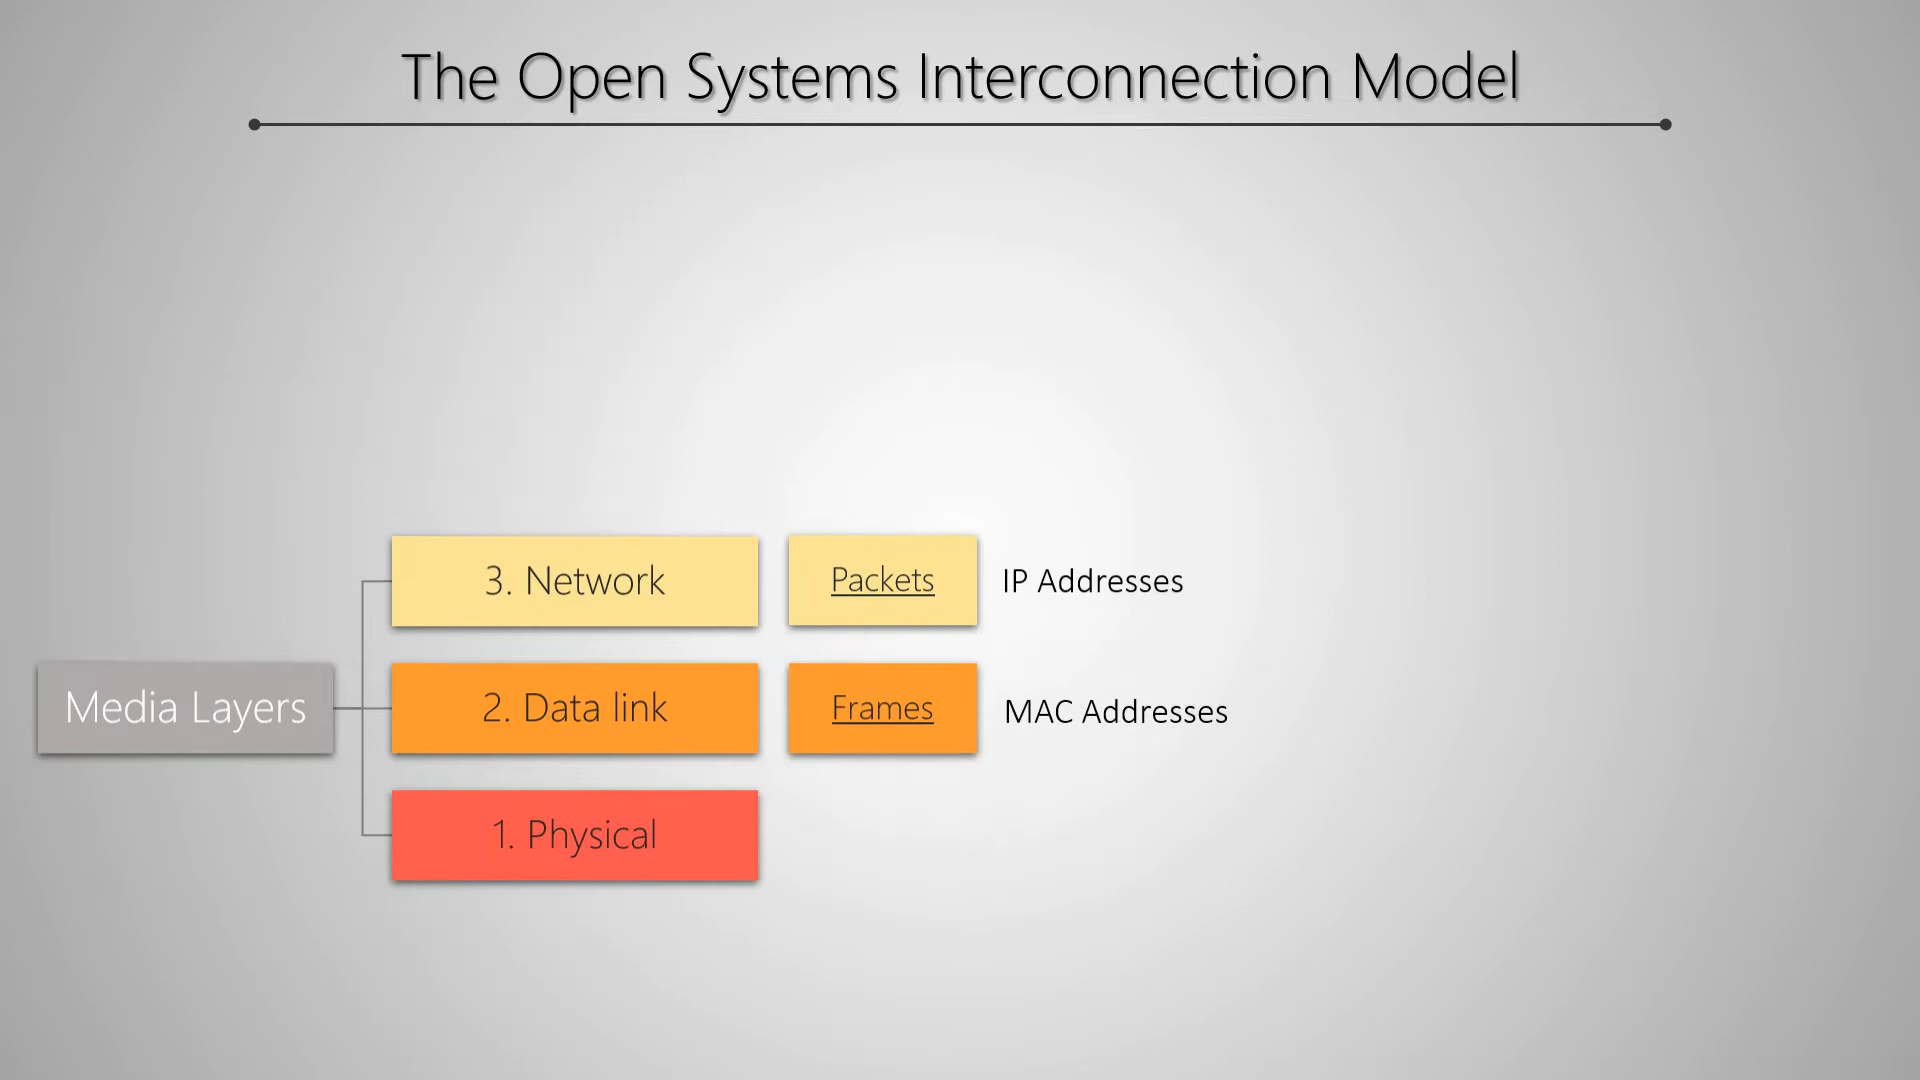 The Open Systems Interconnection Model
3. Network
Packets
IP Addresses
Media Layers
2. Data link
Frames
MAC Addresses
1. Physical